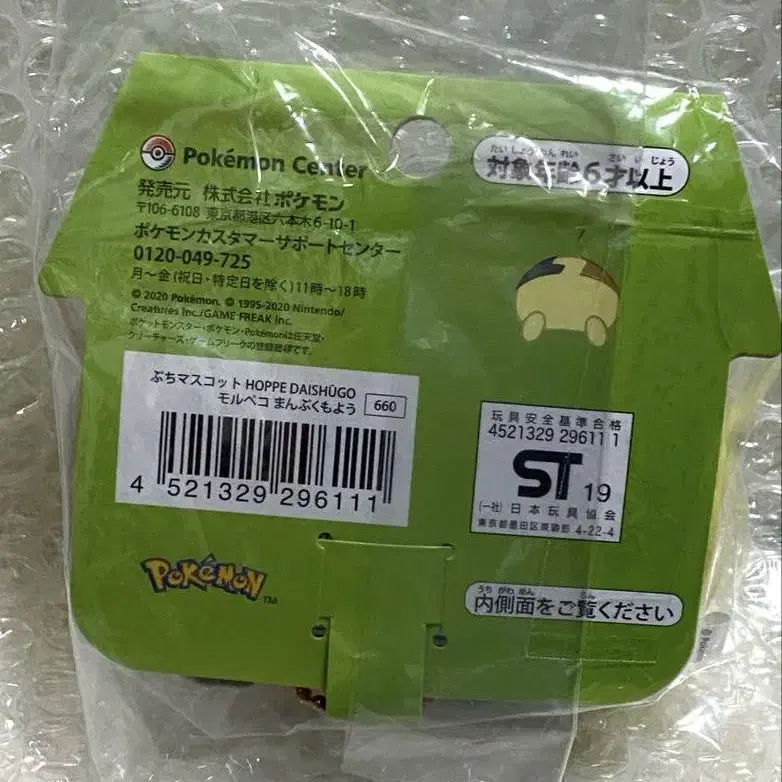 Pokémon Center
発売元 株式会社ポケモン
〒106-6108 東京都港区六本木6-10-1
ポケモンカスタマーサポートセンター
0120-049-725
月～金(祝日・特定日を除く)11時～18時
© 2020 Pokémon. © 1995-2020 Nintendo/
Creatures Inc./GAME FREAK inc.
ポケットモンスター・ポケモン・Pokémonは任天堂・
クリーチャーズ・ゲームフリークの登録商標です。
たいしょうねんれい さいいじょう
対象年齢6才以上
ぷちマスコット HOPPE DAISHŪGO
モルペコ まんぷくもよう 660
4 521329 296111
玩具安全基準合格
4521329 29611 1
ST 19
(一社)日本玩具協会
東京都墨田区東駒形 4-22-4
POKéMON TM
うちがわめん らん
内側面をご覧ください